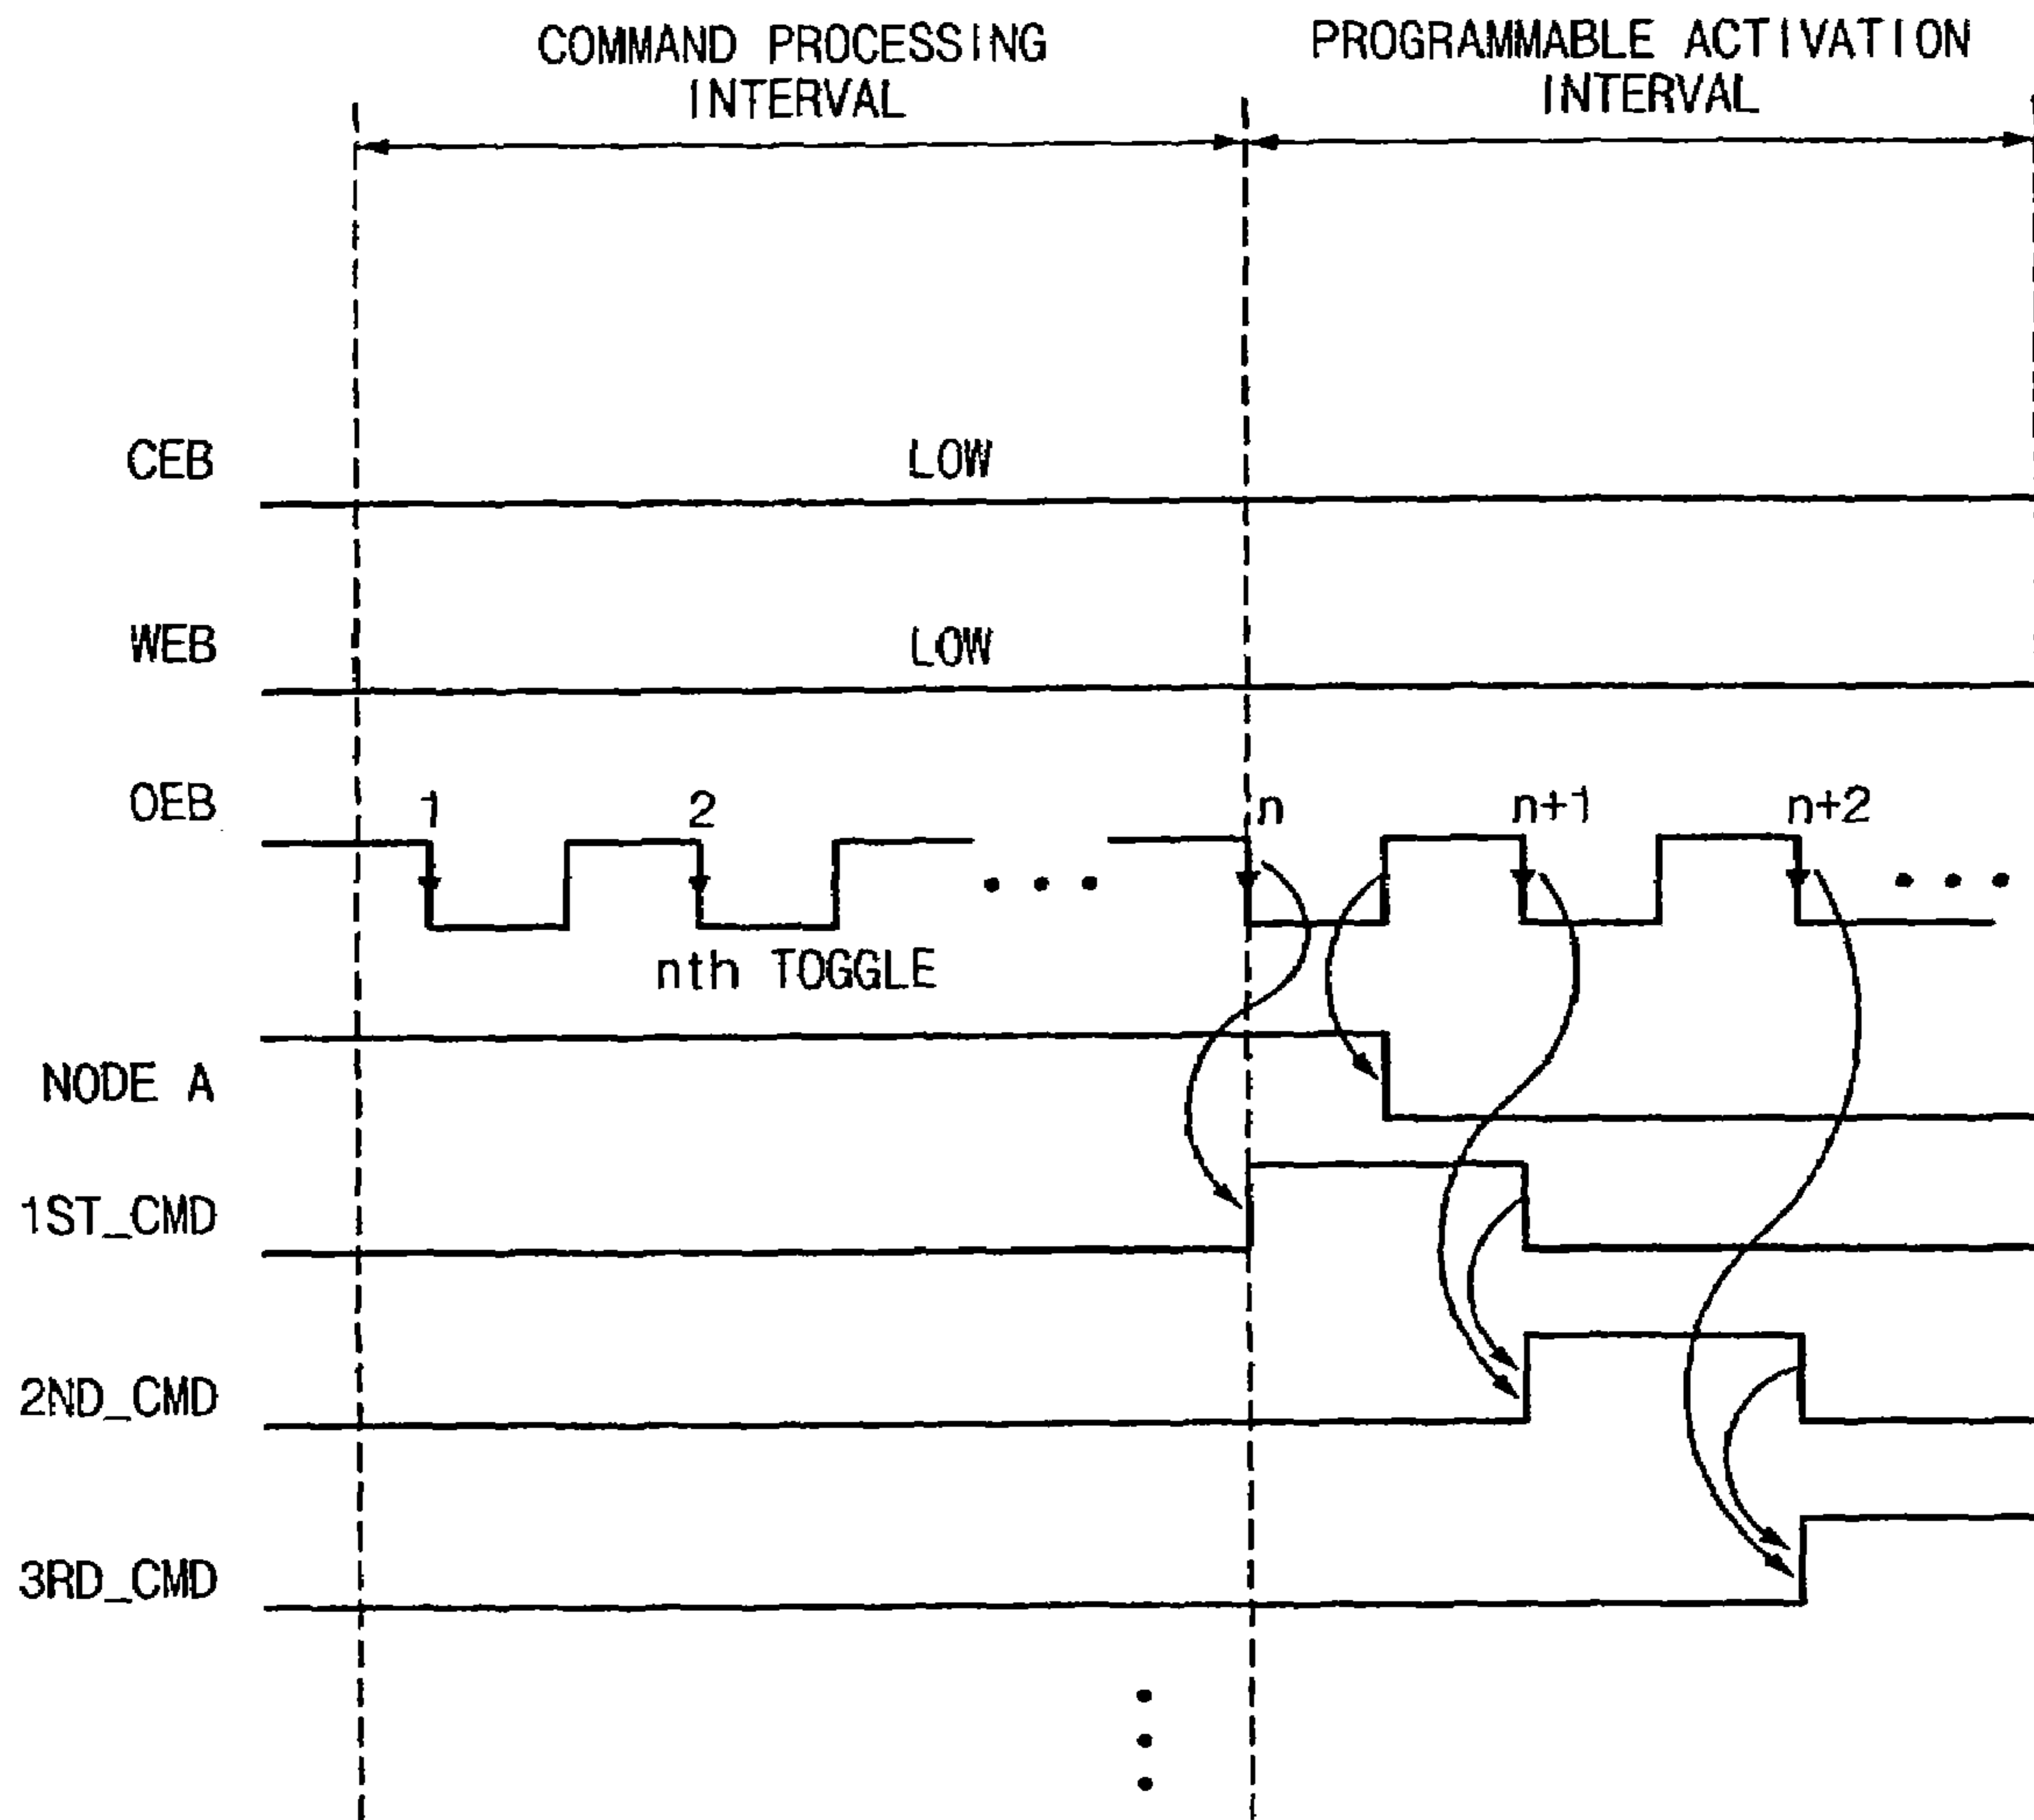 COMMAND PROCESSING
INTERVAL
PROGRAMMABLE ACTIVATION
INTERVAL
CEB
LOW
WEB
LOW
OEB
1
2
n
n+1
n+2
nth TOGGLE
NODE A
1ST_CMD
2ND_CMD
3RD_CMD